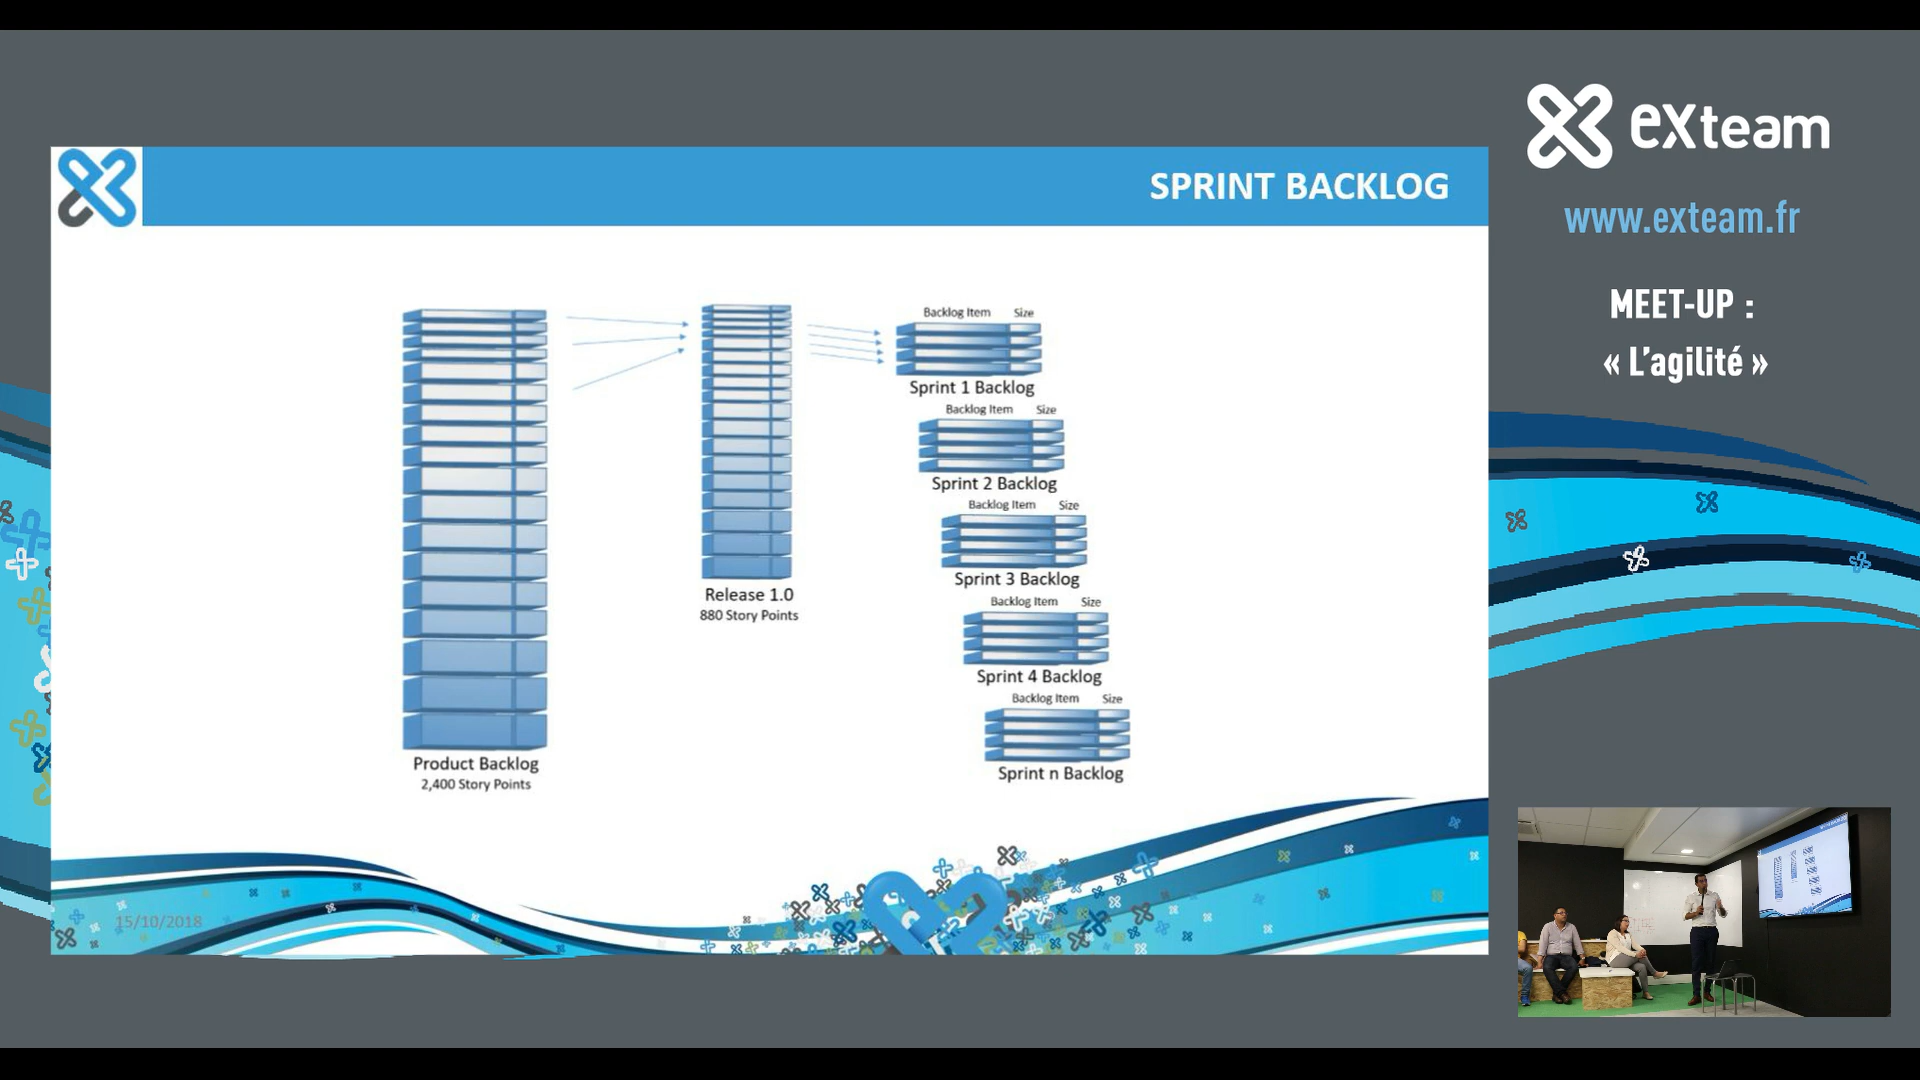 SPRINT BACKLOG
Backlog Item Size
Sprint 1 Backlog
Backlog Item Size
Sprint 2 Backlog
Backlog Item Size
Sprint 3 Backlog
Backlog Item Size
Sprint 4 Backlog
Backlog Item Size
Sprint n Backlog
Release 1.0
880 Story Points
Product Backlog
2,400 Story Points
15/10/2018
eXteam
www.exteam.fr
MEET-UP :
« L'agilité »